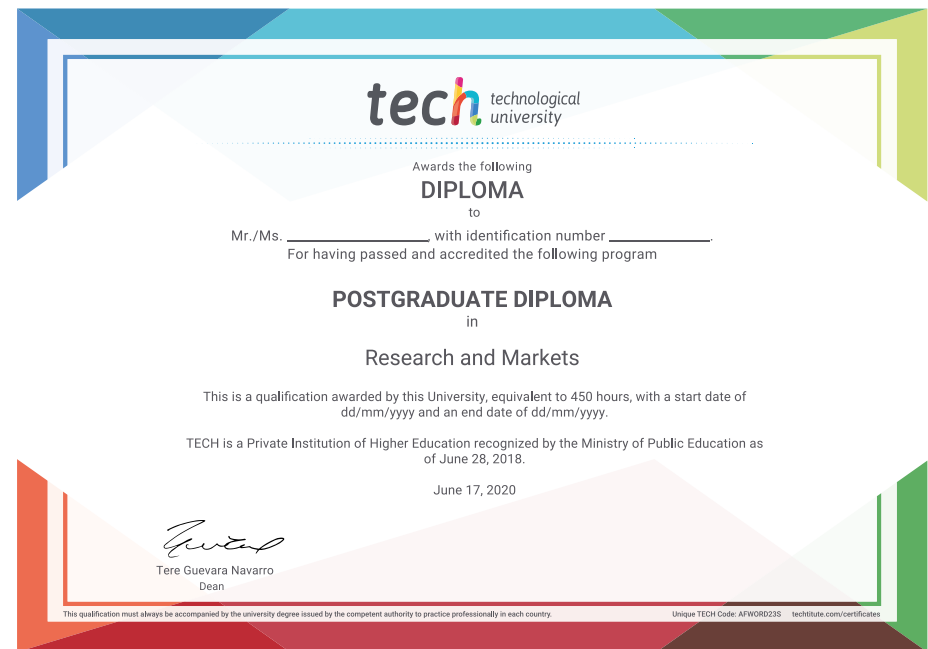 tech technological
university
Awards the following
DIPLOMA
to
Mr./Ms. ____________________, with identification number ______________.
For having passed and accredited the following program
POSTGRADUATE DIPLOMA
in
Research and Markets
This is a qualification awarded by this University, equivalent to 450 hours, with a start date of
dd/mm/yyyy and an end date of dd/mm/yyyy.
TECH is a Private Institution of Higher Education recognized by the Ministry of Public Education as
of June 28, 2018.
June 17, 2020
Tere Guevara Navarro
Dean
This qualification must always be accompanied by the university degree issued by the competent authority to practice professionally in each country. Unique TECH Code: AFWORD23S techtitute.com/certificates